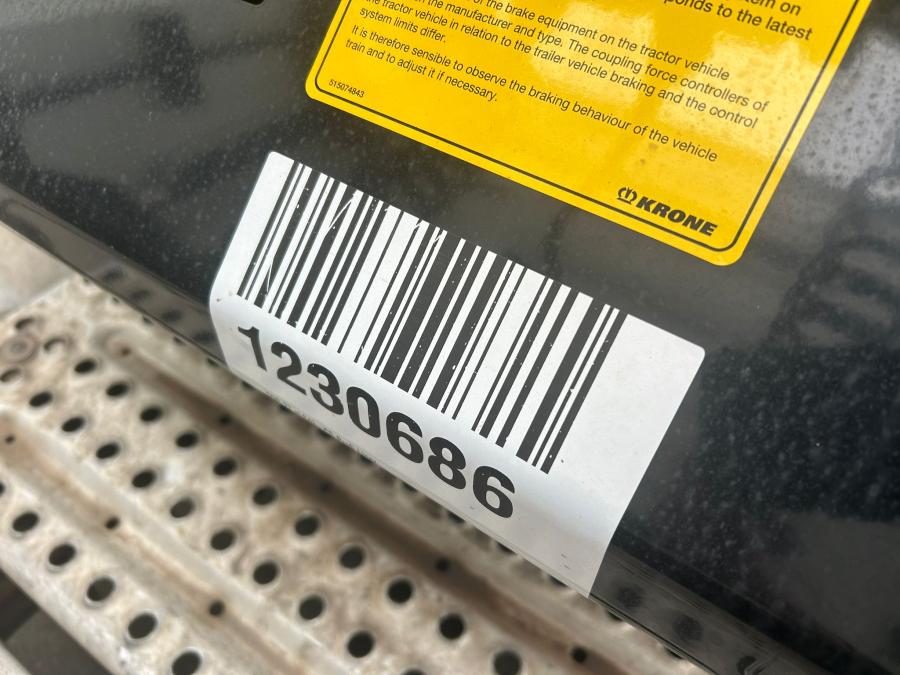 tem on
ponds to the latest
of the brake equipment on the tractor vehicle
the manufacturer and type. The coupling force controllers of
the tractor vehicle in relation to the trailer vehicle braking and the control
system limits differ.
It is therefore sensible to observe the braking behaviour of the vehicle
train and to adjust it if necessary.
515074843
KRONE
1230686